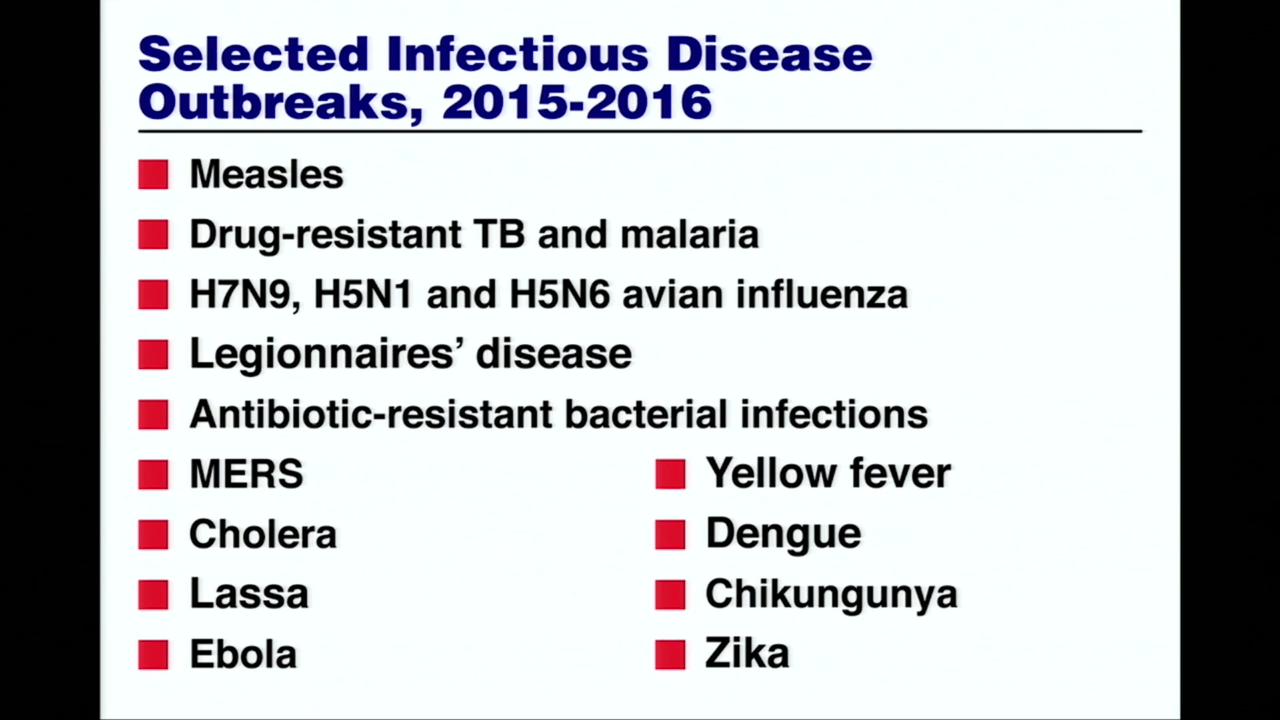 Selected Infectious Disease
Outbreaks, 2015-2016
Measles
Drug-resistant TB and malaria
H7N9, H5N1 and H5N6 avian influenza
Legionnaires’ disease
Antibiotic-resistant bacterial infections
MERS
Cholera
Lassa
Ebola
Yellow fever
Dengue
Chikungunya
Zika